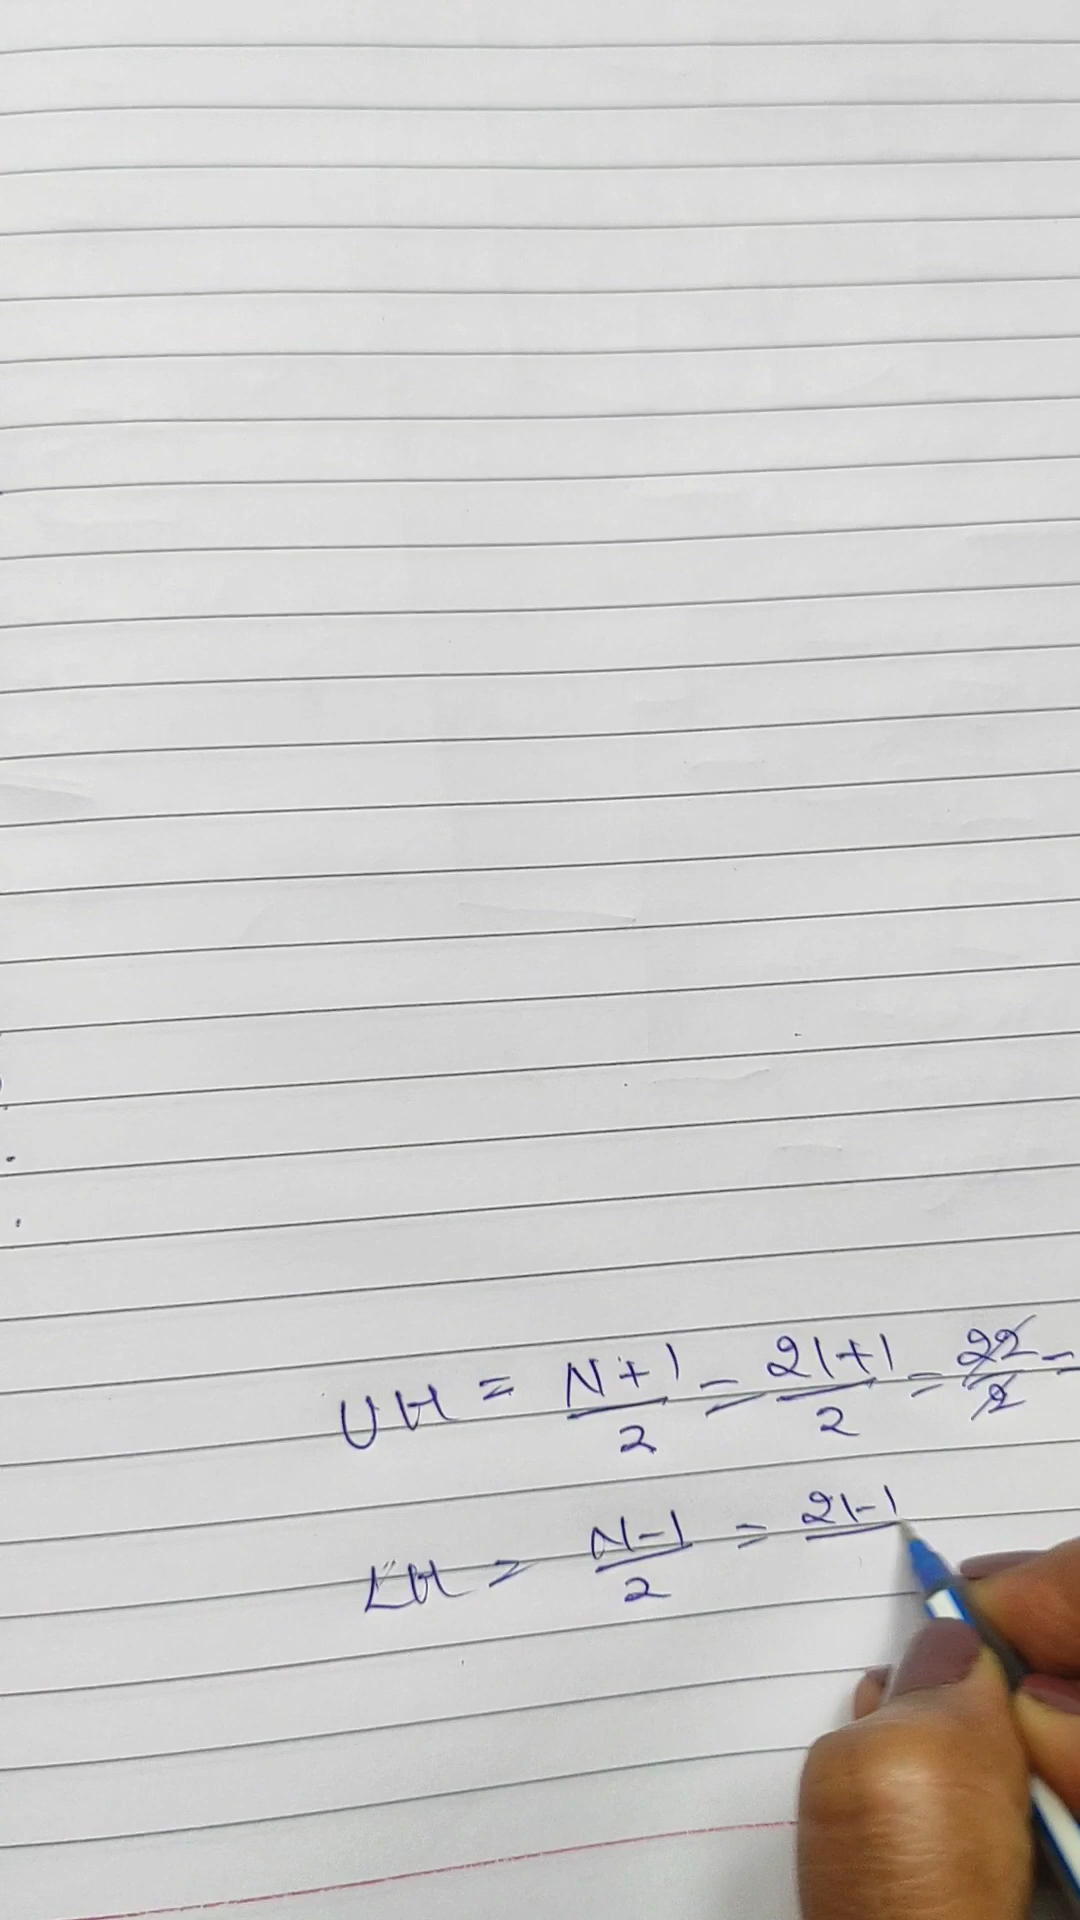 UH = N+1/2 = 21+1/2 = 22/2 =
LH = N-1/2 = 21-1